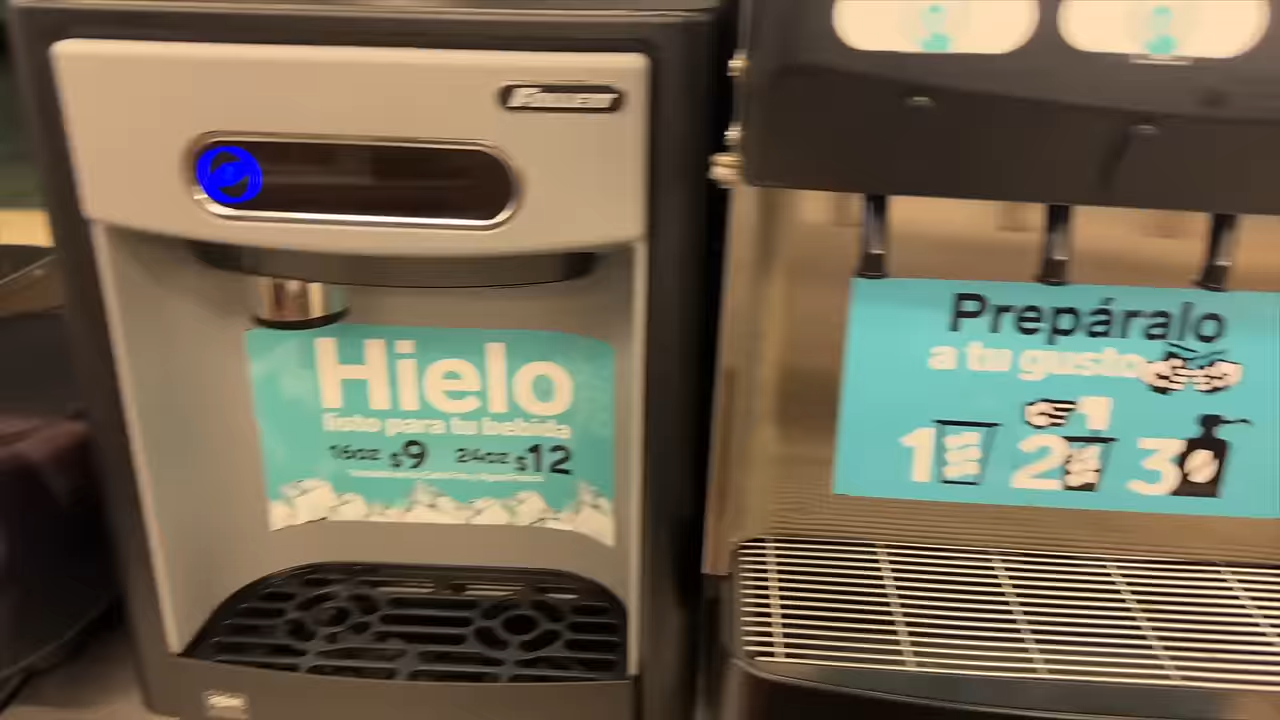 Hielo
listo para tu bebida
16oz $9 24oz $12
Prepáralo
a tu gusto
1 2 3